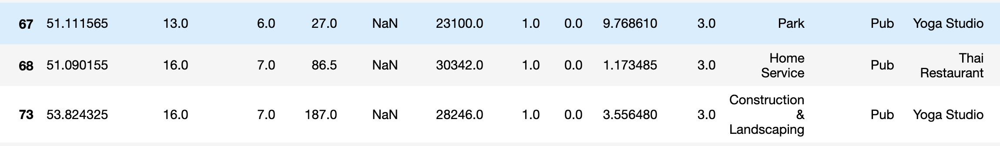 67 51.111565 13.0 6.0 27.0 NaN 23100.0 1.0 0.0 9.768610 3.0 Park Pub Yoga Studio
68 51.090155 16.0 7.0 86.5 NaN 30342.0 1.0 0.0 1.173485 3.0 Home Service Pub Thai Restaurant
73 53.824325 16.0 7.0 187.0 NaN 28246.0 1.0 0.0 3.556480 3.0 Construction & Landscaping Pub Yoga Studio